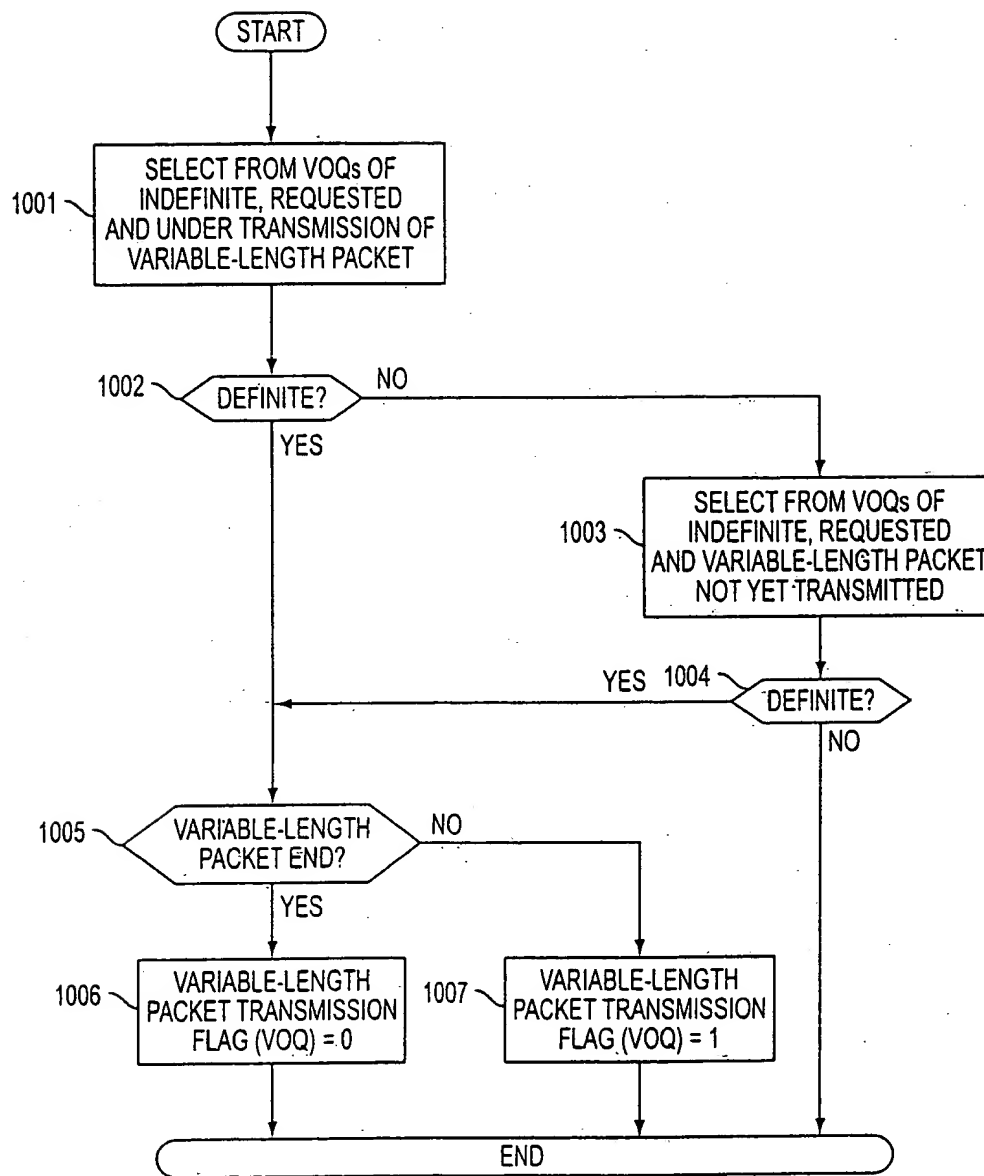 START
1001
SELECT FROM VOQs OF
INDEFINITE, REQUESTED
AND UNDER TRANSMISSION OF
VARIABLE-LENGTH PACKET
1002
DEFINITE?
NO
YES
1003
SELECT FROM VOQs OF
INDEFINITE, REQUESTED
AND VARIABLE-LENGTH PACKET
NOT YET TRANSMITTED
YES
1004
DEFINITE?
NO
1005
VARIABLE-LENGTH
PACKET END?
NO
YES
1006
VARIABLE-LENGTH
PACKET TRANSMISSION
FLAG (VOQ) = 0
1007
VARIABLE-LENGTH
PACKET TRANSMISSION
FLAG (VOQ) = 1
END